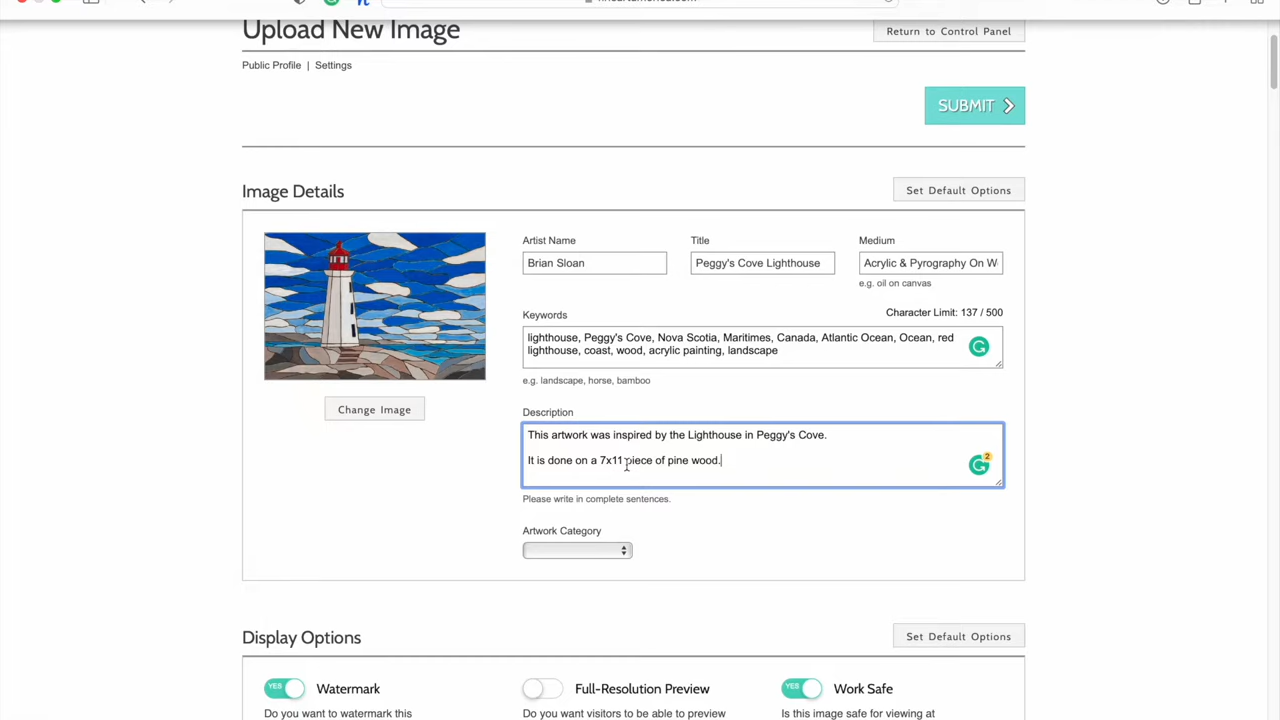 Upload New Image
Return to Control Panel
Public Profile | Settings
SUBMIT
Image Details
Set Default Options
Artist Name
Title
Medium
Brian Sloan
Peggy's Cove Lighthouse
Acrylic & Pyrography On W
e.g. oil on canvas
Keywords
Character Limit: 137 / 500
lighthouse, Peggy's Cove, Nova Scotia, Maritimes, Canada, Atlantic Ocean, Ocean, red
lighthouse, coast, wood, acrylic painting, landscape
e.g. landscape, horse, bamboo
Change Image
Description
This artwork was inspired by the Lighthouse in Peggy's Cove.
It is done on a 7x11 piece of pine wood.
2
Please write in complete sentences.
Artwork Category
Display Options
Set Default Options
YES
Watermark
Full-Resolution Preview
YES
Work Safe
Do you want to watermark this
Do you want visitors to be able to preview
Is this image safe for viewing at